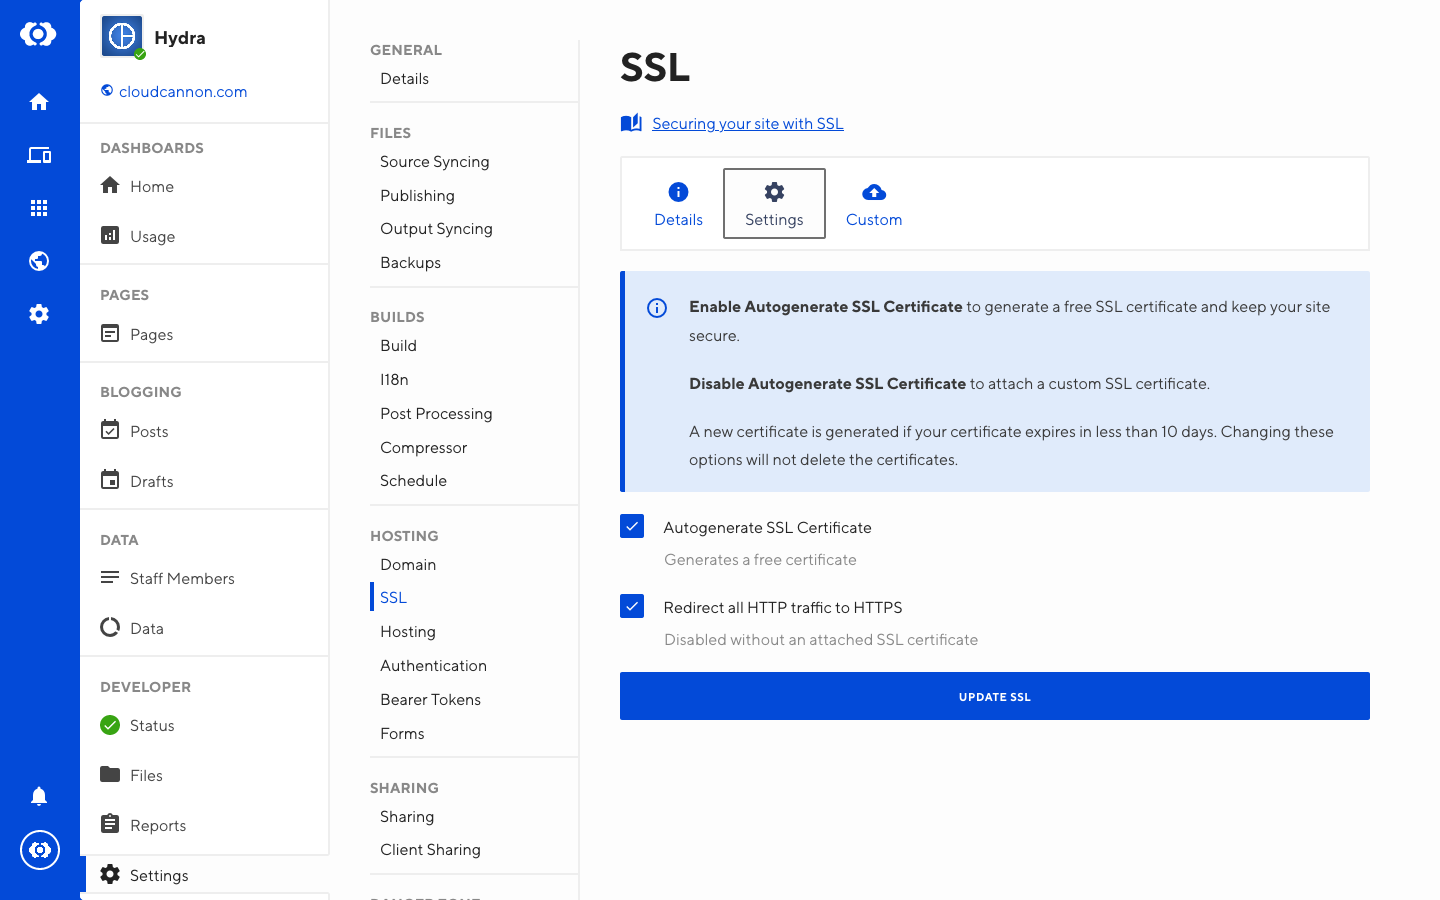 Hydra
cloudcannon.com
DASHBOARDS
Home
Usage
PAGES
Pages
BLOGGING
Posts
Drafts
DATA
Staff Members
Data
DEVELOPER
Status
Files
Reports
Settings
GENERAL
Details
FILES
Source Syncing
Publishing
Output Syncing
Backups
BUILDS
Build
I18n
Post Processing
Compressor
Schedule
HOSTING
Domain
SSL
Hosting
Authentication
Bearer Tokens
Forms
SHARING
Sharing
Client Sharing
SSL
Securing your site with SSL
Details
Settings
Custom
Enable Autogenerate SSL Certificate to generate a free SSL certificate and keep your site
secure.
Disable Autogenerate SSL Certificate to attach a custom SSL certificate.
A new certificate is generated if your certificate expires in less than 10 days. Changing these
options will not delete the certificates.
Autogenerate SSL Certificate
Generates a free certificate
Redirect all HTTP traffic to HTTPS
Disabled without an attached SSL certificate
UPDATE SSL